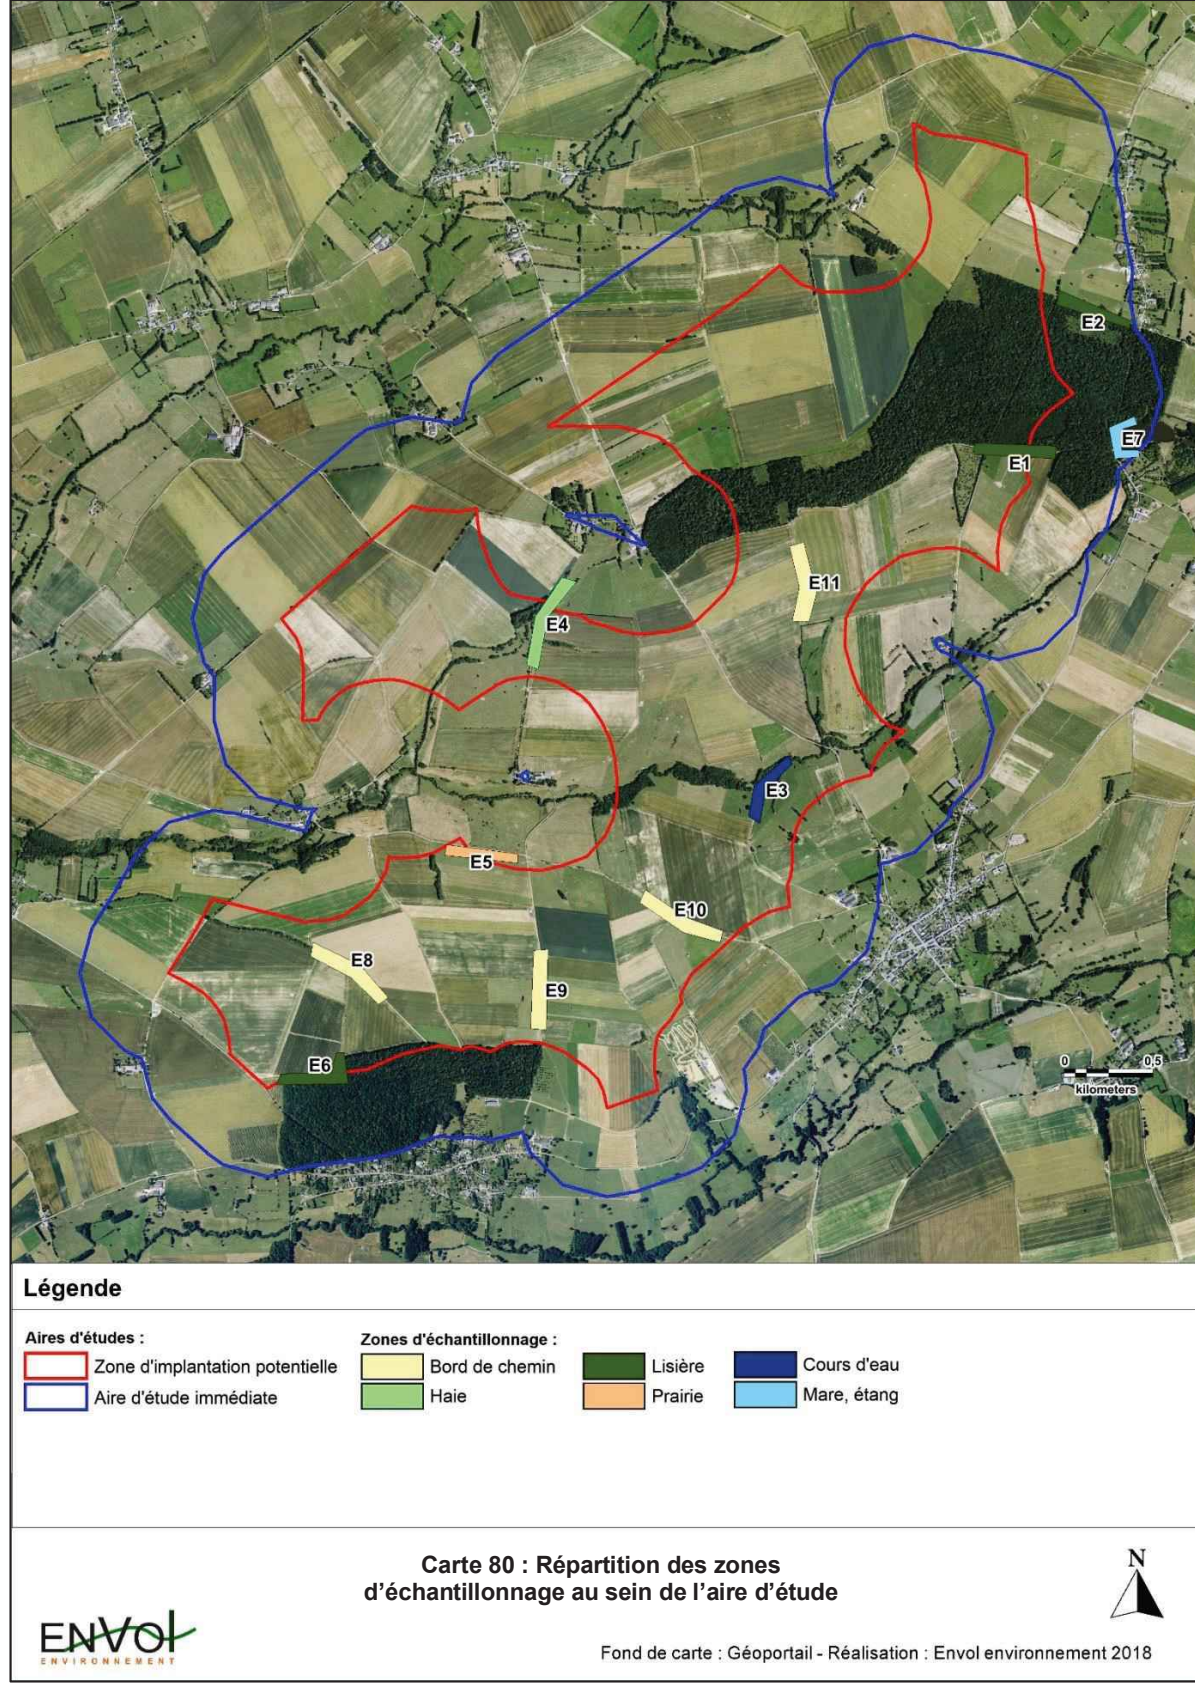 E2
E7
E1
E11
E4
E3
E5
E10
E8
E9
E6
0 0,5
kilometers
Légende
Aires d'études :
Zone d'implantation potentielle
Aire d'étude immédiate
Zones d'échantillonnage :
Bord de chemin
Haie
Lisière
Prairie
Cours d'eau
Mare, étang
Carte 80 : Répartition des zones
d’échantillonnage au sein de l’aire d’étude
N
ENVOl
ENVIRONNEMENT
Fond de carte : Géoportail - Réalisation : Envol environnement 2018